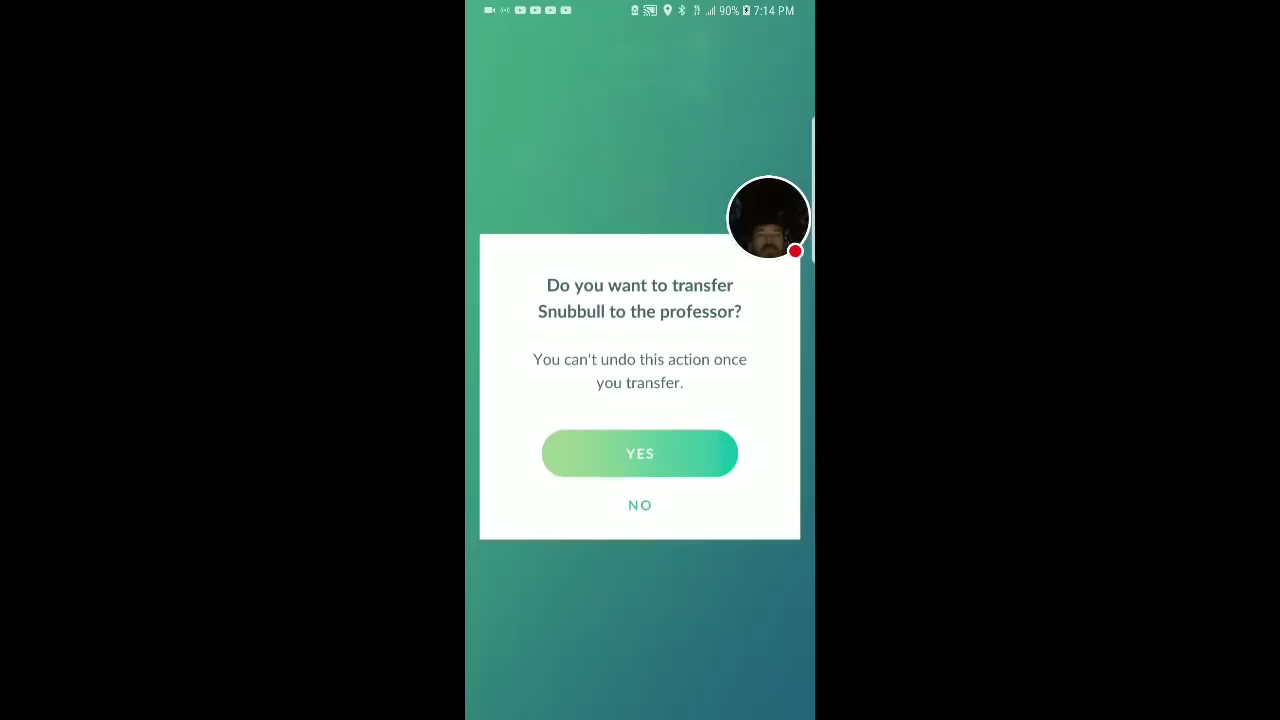 90% 7:14 PM
Do you want to transfer
Snubbull to the professor?
You can't undo this action once
you transfer.
YES
NO